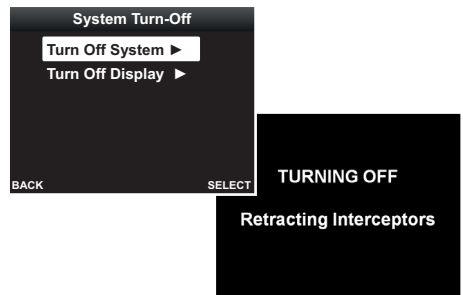 System Turn-Off
Turn Off System ►
Turn Off Display ►
BACK SELECT
TURNING OFF
Retracting Interceptors